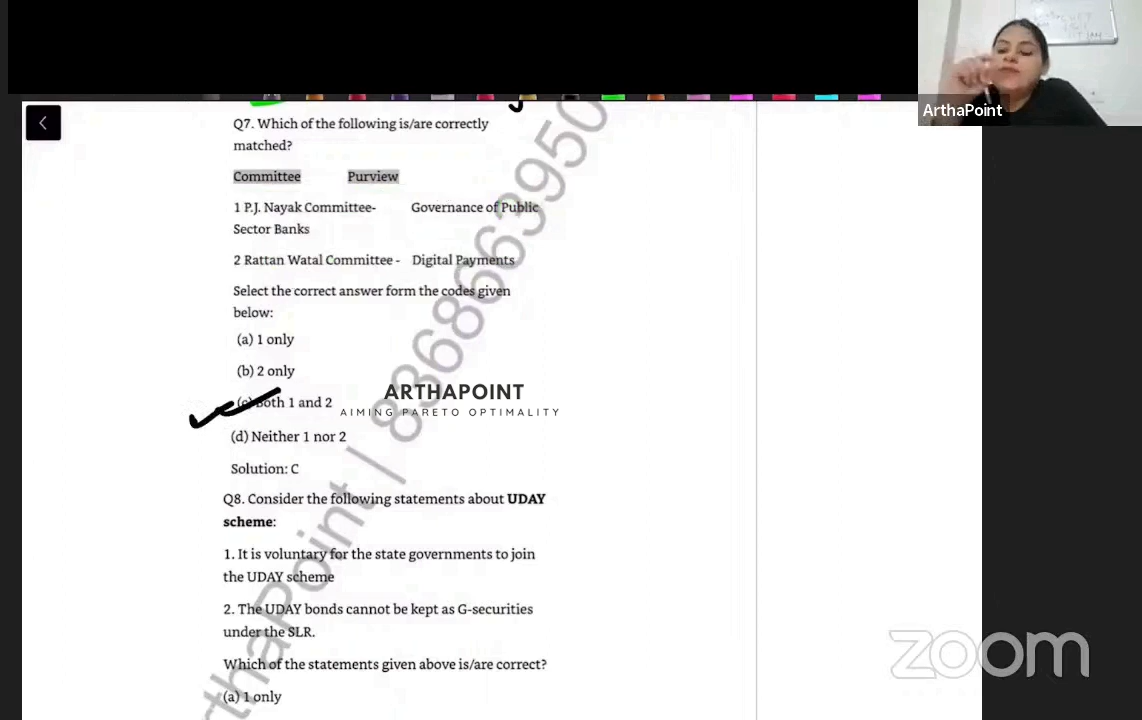 ArthaPoint
Q7. Which of the following is/are correctly
matched?
Committee Purview
1 P.J. Nayak Committee- Governance of Public
Sector Banks
2 Rattan Watal Committee - Digital Payments
Select the correct answer form the codes given
below:
(a) 1 only
(b) 2 only
(c) Both 1 and 2
ARTHAPOINT
AIMING PARETO OPTIMALITY
(d) Neither 1 nor 2
Solution: C
Q8. Consider the following statements about UDAY
scheme:
1. It is voluntary for the state governments to join
the UDAY scheme
2. The UDAY bonds cannot be kept as G-securities
under the SLR.
Which of the statements given above is/are correct?
(a) 1 only
zoom